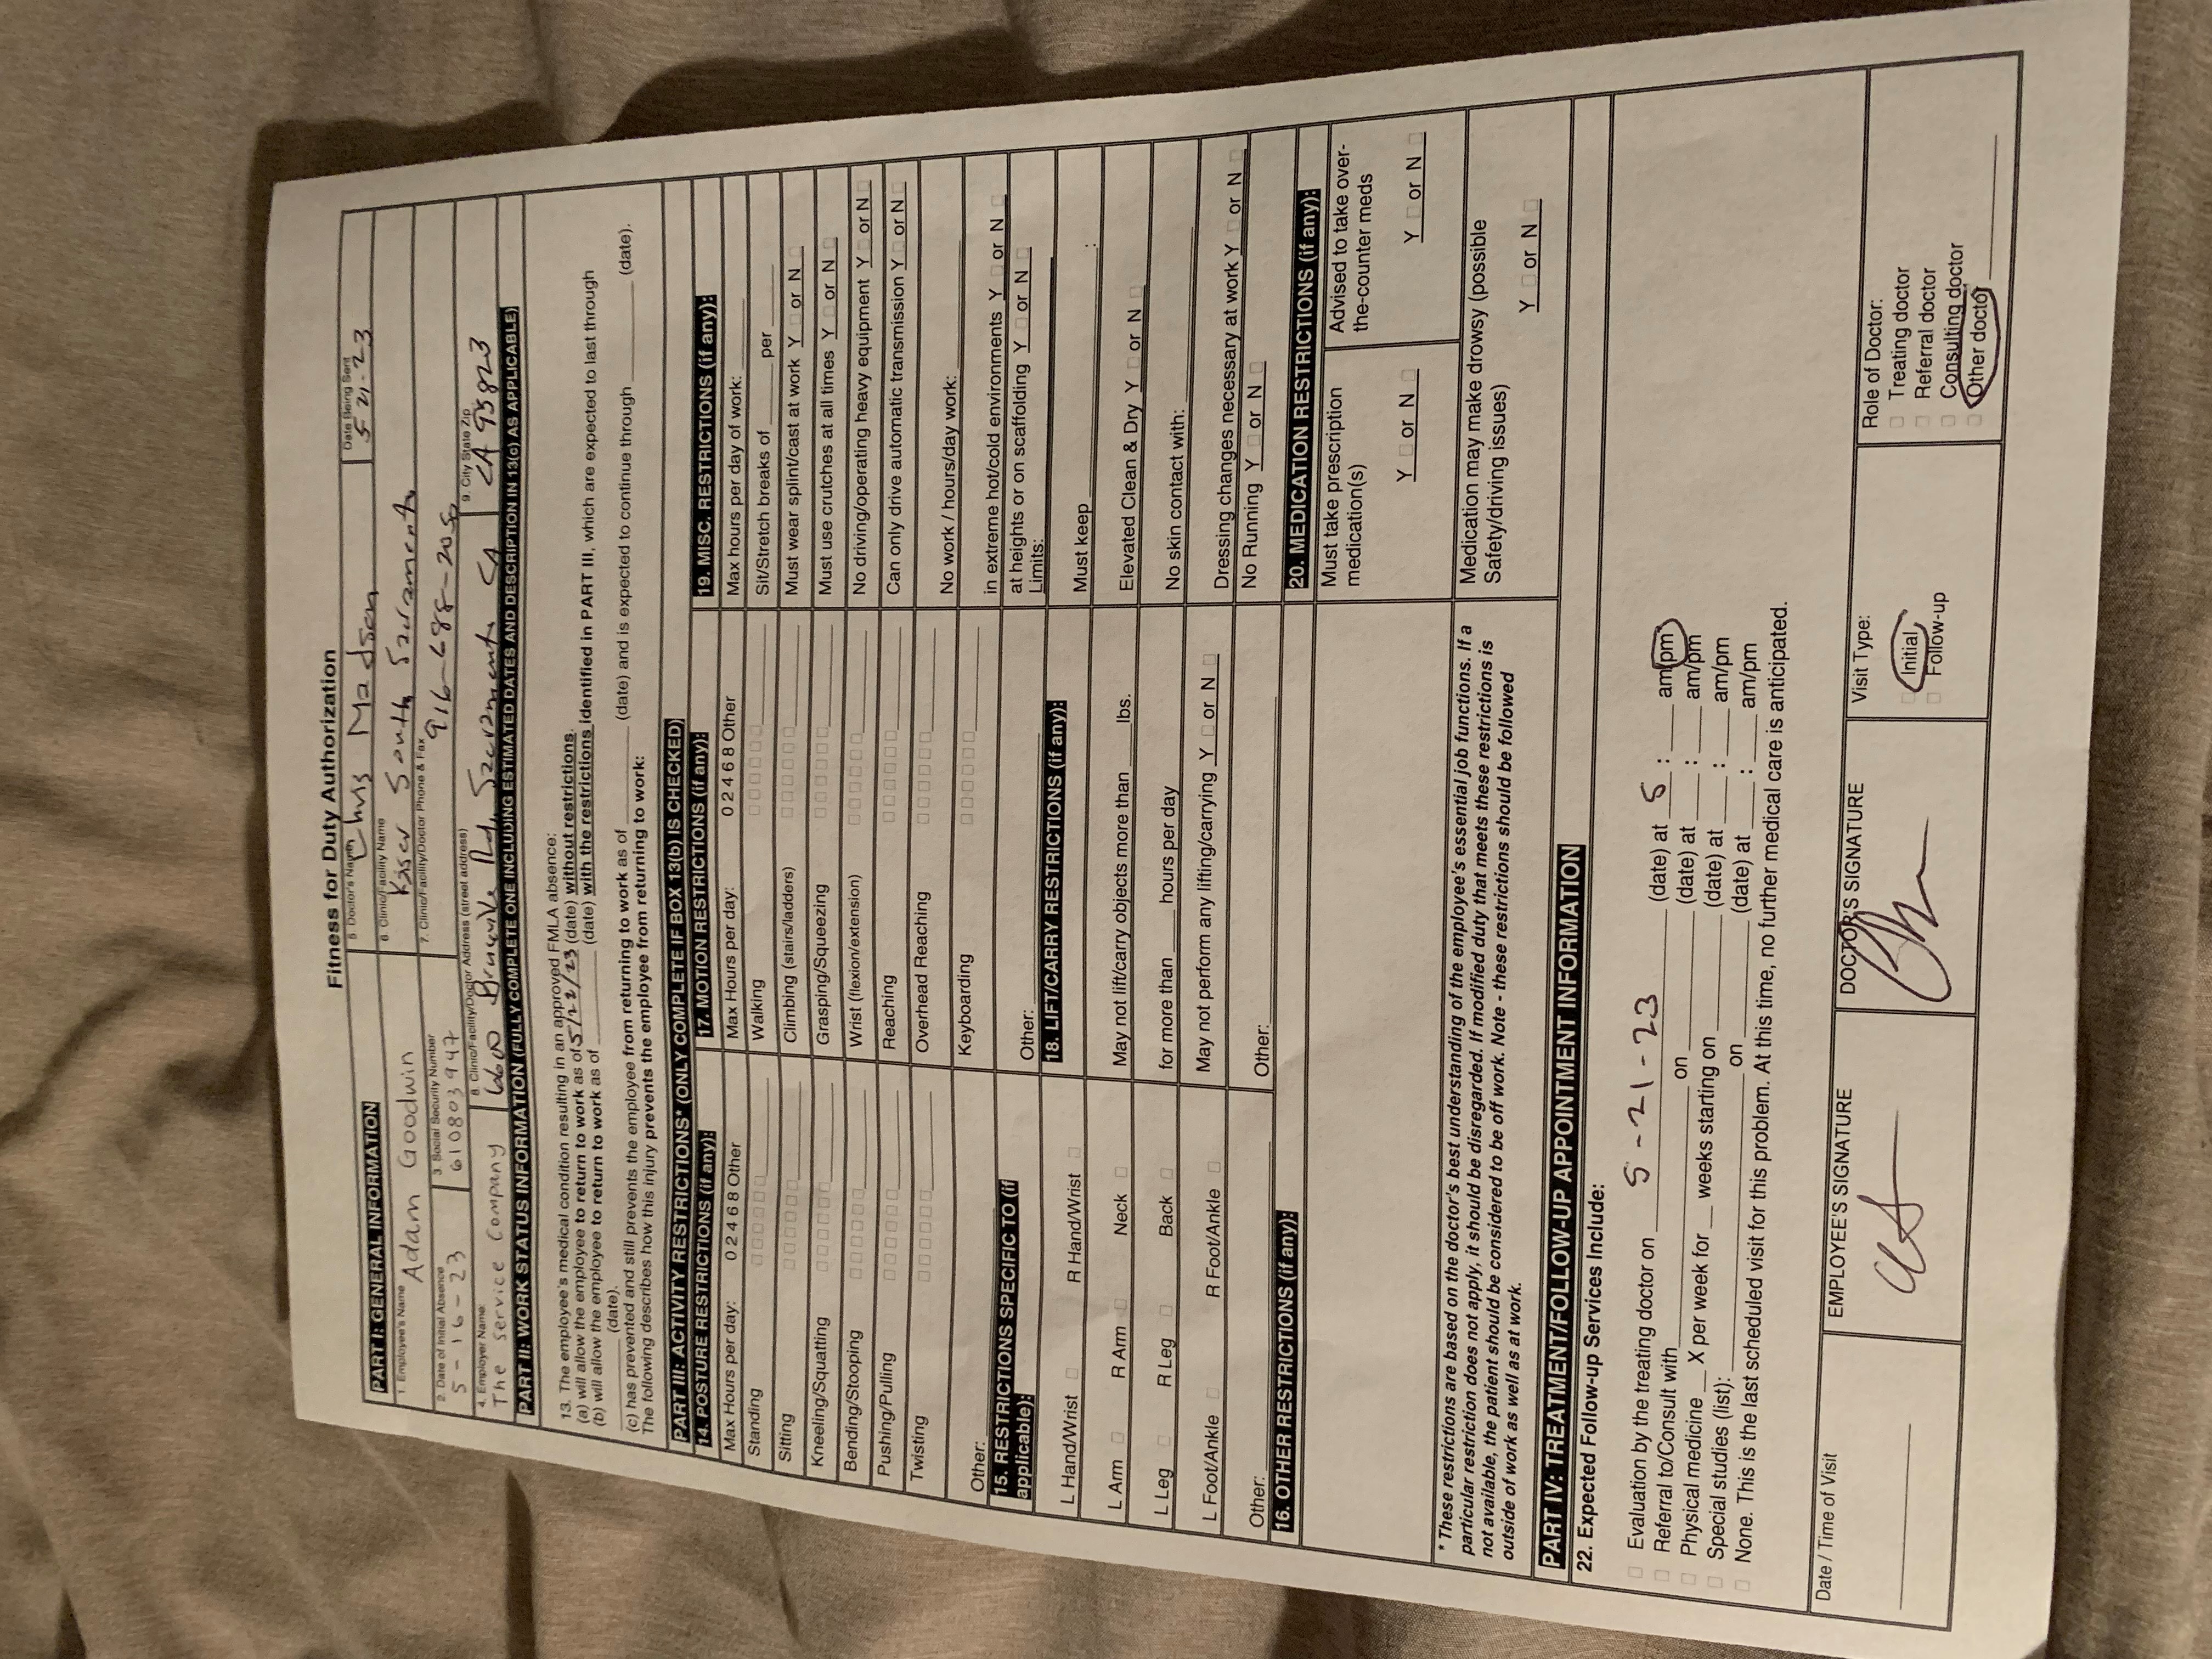 Fitness for Duty Authorization
PART I: GENERAL INFORMATION
1. Employee's Name Adam Goodwin
2. Date of Initial Absence 5-16-23
3. Social Security Number 610803947
4. Employer Name: The service Company
5. Doctor's Name Chris Madsen
Date Being Sent 5 21-23
6. Clinic/Facility Name Kaiser South Sacramento
7. Clinic/Facility/Doctor Phone & Fax 916-688-205
8. Clinic/Facility/Doctor Address (street address) 6600 Bruceville Rd, Sacramento CA
9. City State Zip CA 95823
PART II: WORK STATUS INFORMATION (FULLY COMPLETE ONE INCLUDING ESTIMATED DATES AND DESCRIPTION IN 13(c) AS APPLICABLE)
13. The employee's medical condition resulting in an approved FMLA absence:
(a) will allow the employee to return to work as of 5/22/23 (date) without restrictions.
(b) will allow the employee to return to work as of ____ (date) with the restrictions identified in PART III, which are expected to last through
____ (date).
(c) has prevented and still prevents the employee from returning to work as of ____ (date) and is expected to continue through ____ (date).
The following describes how this injury prevents the employee from returning to work:
PART III: ACTIVITY RESTRICTIONS* (ONLY COMPLETE IF BOX 13(b) IS CHECKED)
14. POSTURE RESTRICTIONS (if any):
Max Hours per day: 0 2 4 6 8 Other
Standing
Sitting
Kneeling/Squatting
Bending/Stooping
Pushing/Pulling
Twisting
Other:
15. RESTRICTIONS SPECIFIC TO (if
applicable):
L Hand/Wrist R Hand/Wrist
L Arm R Arm Neck
L Leg R Leg Back
L Foot/Ankle R Foot/Ankle
Other:
16. OTHER RESTRICTIONS (if any):
17. MOTION RESTRICTIONS (if any):
Max Hours per day: 0 2 4 6 8 Other
Walking
Climbing (stairs/ladders)
Grasping/Squeezing
Wrist (flexion/extension)
Reaching
Overhead Reaching
Keyboarding
Other:
18. LIFT/CARRY RESTRICTIONS (if any):
May not lift/carry objects more than ___ lbs.
for more than ____ hours per day
May not perform any lifting/carrying Y or N
Other:
19. MISC. RESTRICTIONS (if any):
Max hours per day of work:
Sit/Stretch breaks of ____ per ____
Must wear splint/cast at work Y or N
Must use crutches at all times Y or N
No driving/operating heavy equipment Y or N
Can only drive automatic transmission Y or N
No work / hours/day work:
in extreme hot/cold environments Y or N
at heights or on scaffolding Y or N
Limits:
Must keep ____:
Elevated Clean & Dry Y or N
No skin contact with:
Dressing changes necessary at work Y or N
No Running Y or N
20. MEDICATION RESTRICTIONS (if any):
Must take prescription
medication(s)
Y or N
Advised to take over-
the-counter meds
Y or N
Medication may make drowsy (possible
Safety/driving issues)
Y or N
* These restrictions are based on the doctor's best understanding of the employee's essential job functions. If a
particular restriction does not apply, it should be disregarded. If modified duty that meets these restrictions is
not available, the patient should be considered to be off work. Note - these restrictions should be followed
outside of work as well as at work.
PART IV: TREATMENT/FOLLOW-UP APPOINTMENT INFORMATION
22. Expected Follow-up Services Include:
Evaluation by the treating doctor on 5-21-23 (date) at 5 : ___ am/pm
Referral to/Consult with ____ on ____ (date) at ___ : ___ am/pm
Physical medicine ___ X per week for ___ weeks starting on ____ (date) at ___ : ___ am/pm
Special studies (list): ____ on ____ (date) at ___ : ___ am/pm
None. This is the last scheduled visit for this problem. At this time, no further medical care is anticipated.
Date / Time of Visit
EMPLOYEE'S SIGNATURE
DOCTOR'S SIGNATURE
Visit Type:
Initial
Follow-up
Role of Doctor:
Treating doctor
Referral doctor
Consulting doctor
Other doctor